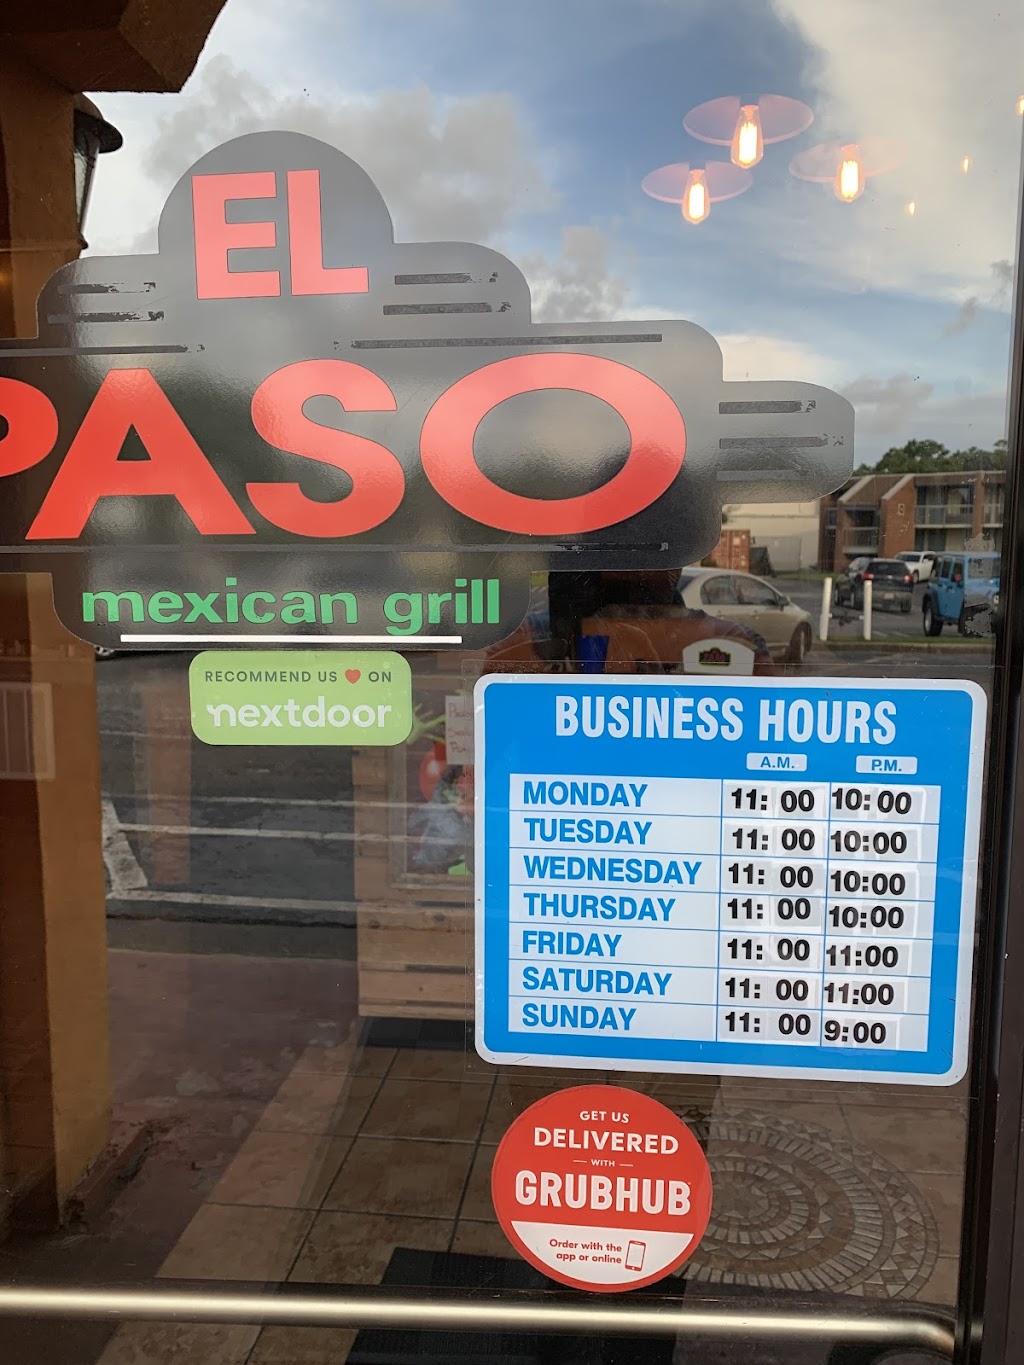 EL
PASO
mexican grill
RECOMMEND US ❤ ON
nextdoor
BUSINESS HOURS
A.M. P.M.
MONDAY 11:00 10:00
TUESDAY 11:00 10:00
WEDNESDAY 11:00 10:00
THURSDAY 11:00 10:00
FRIDAY 11:00 11:00
SATURDAY 11:00 11:00
SUNDAY 11:00 9:00
GET US
DELIVERED
— WITH —
GRUBHUB
Order with the
app or online